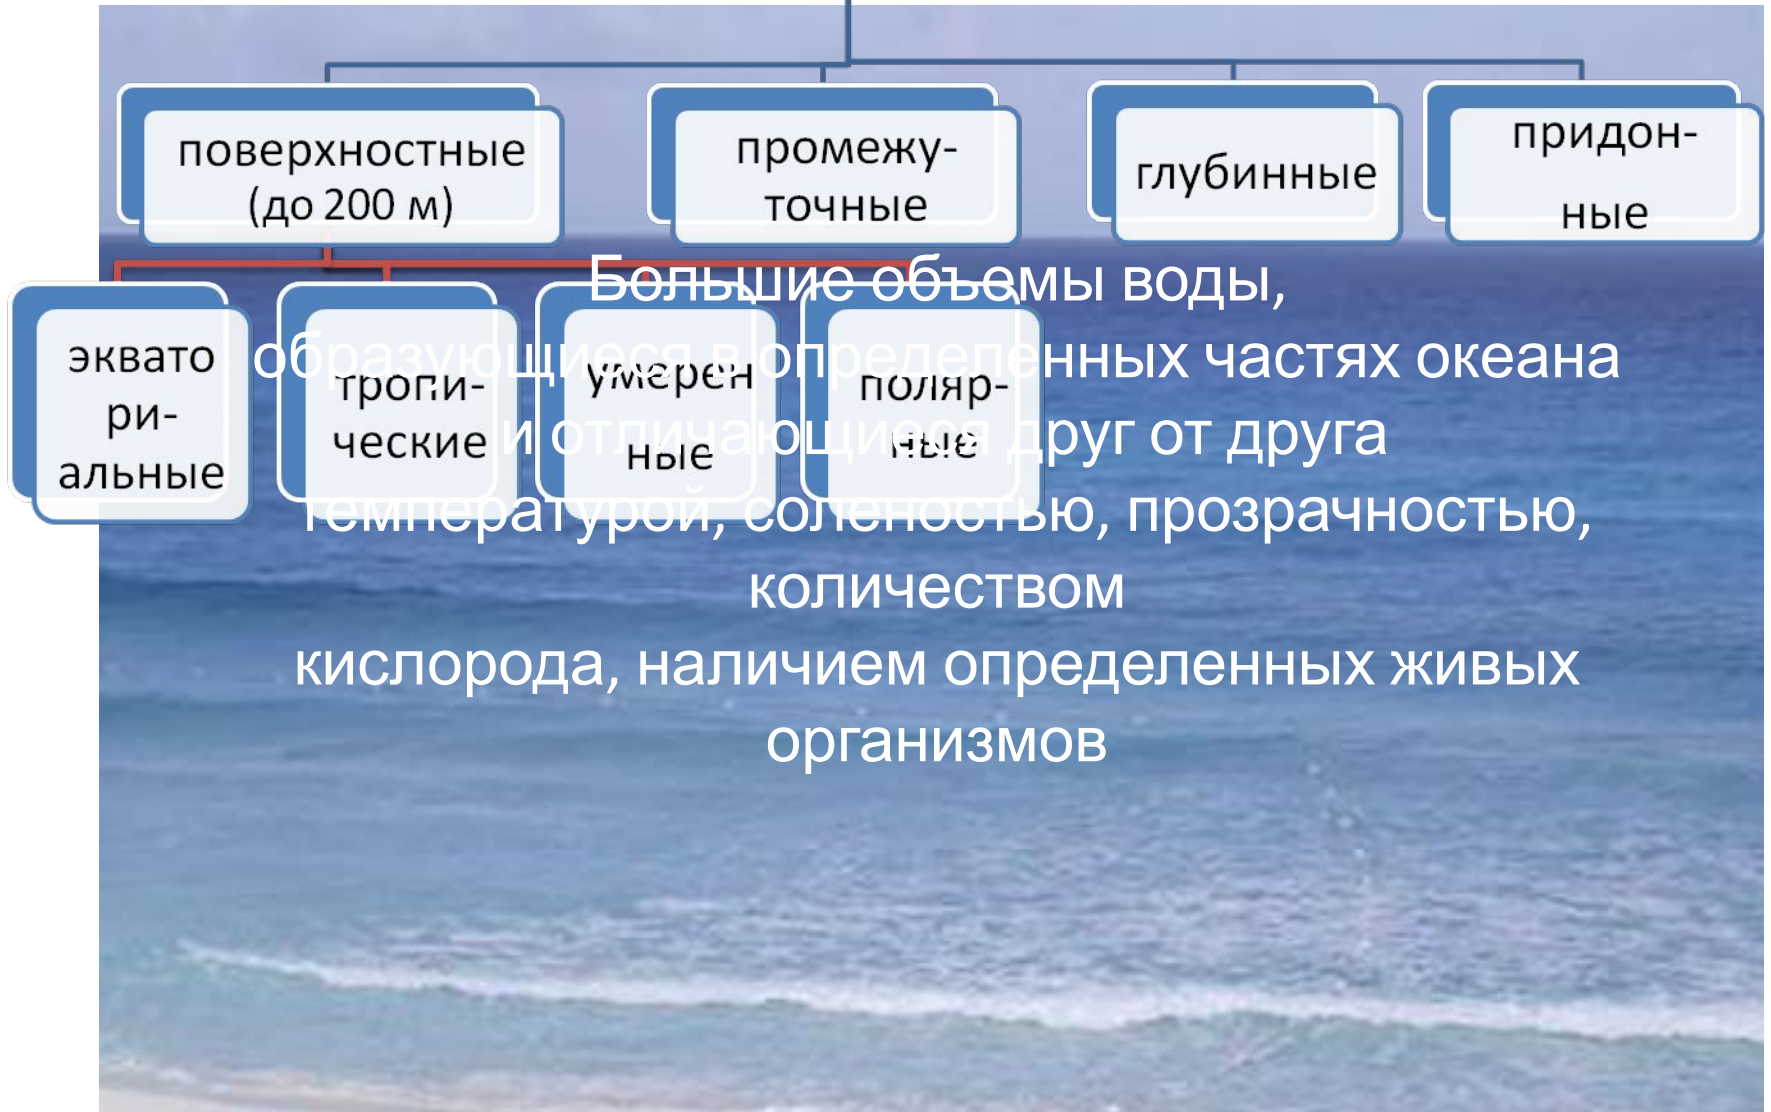 поверхностные
(до 200 м)
промежу-
точные
глубинные
придон-
ные
эквато
ри-
альные
тропи-
ческие
умерен
ные
поляр-
ные
Большие объемы воды,
образующиеся в определенных частях океана
и отличающиеся друг от друга
температурой, соленостью, прозрачностью,
количеством
кислорода, наличием определенных живых
организмов